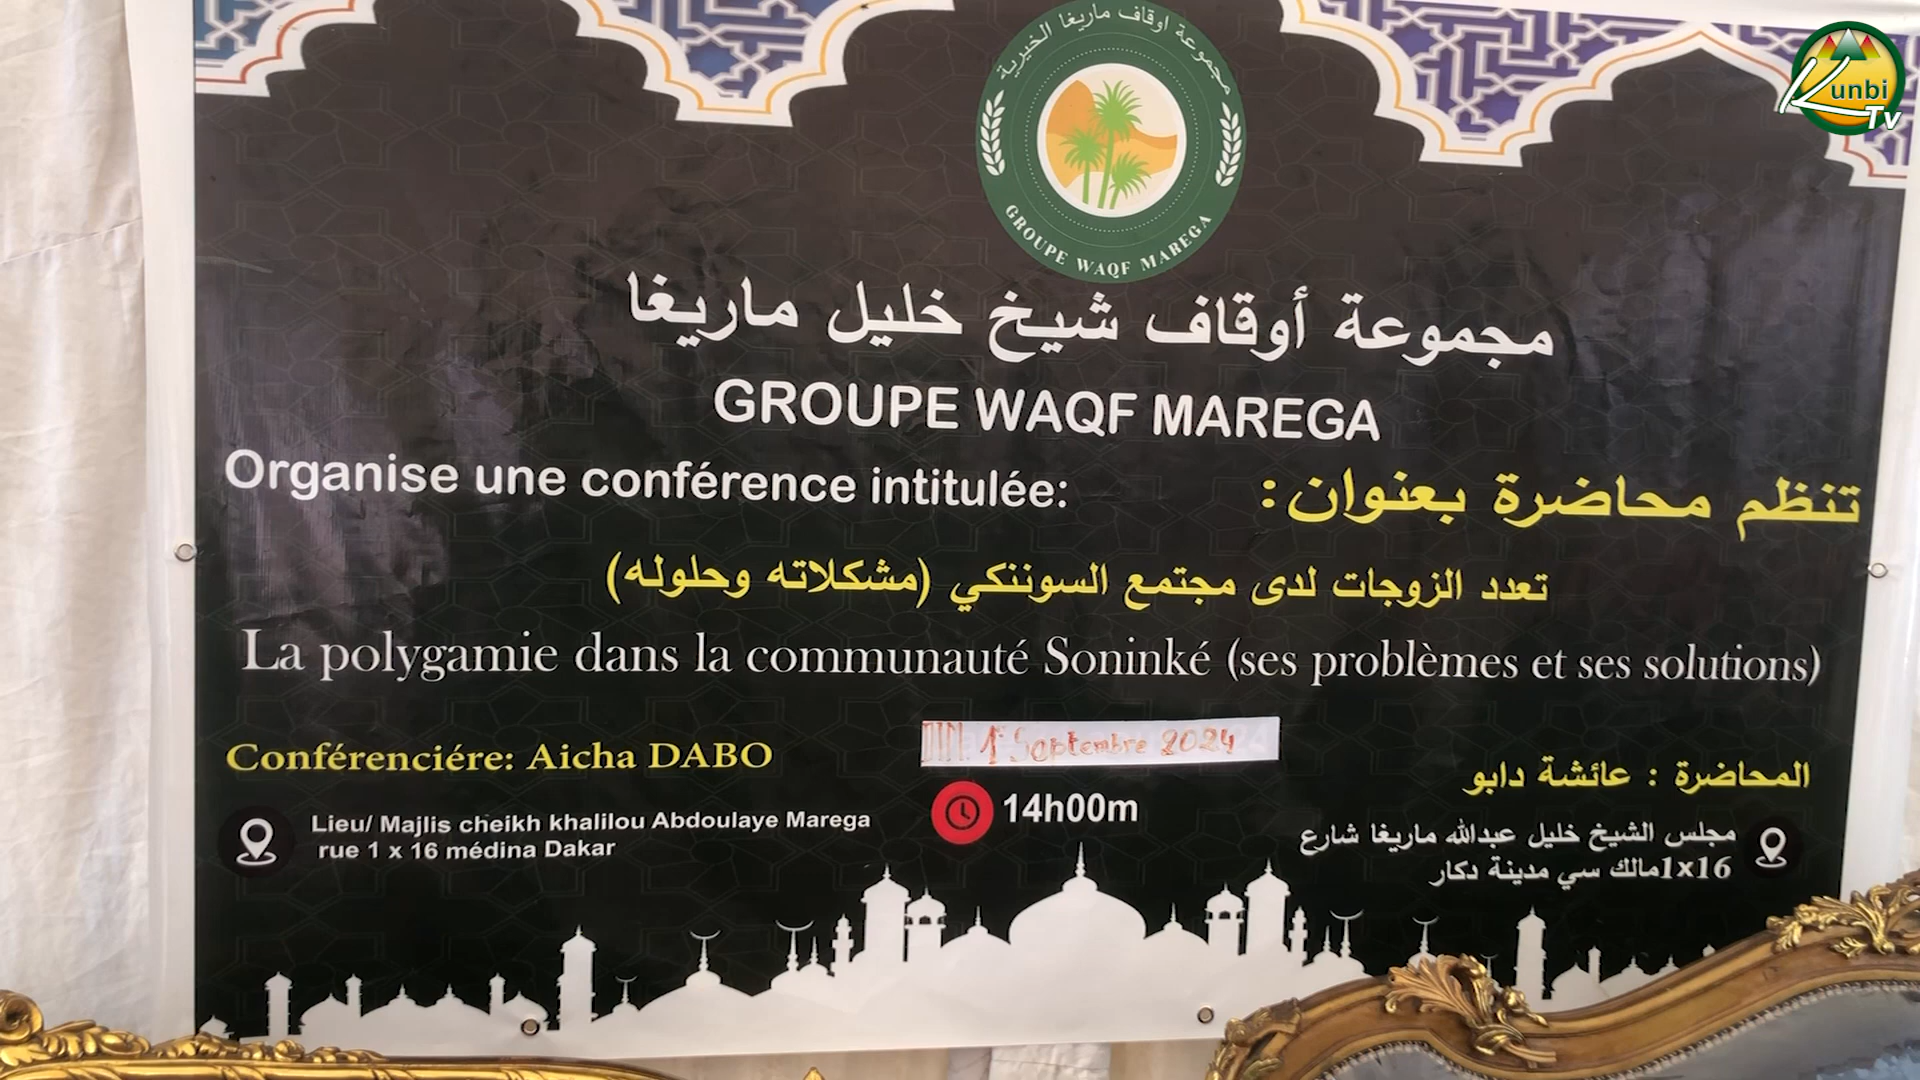 مجموعة اوقاف ماريغا الخيرية
GROUPE WAQF MAREGA
Kunbi
Tv
مجموعة أوقاف شيخ خليل ماريغا
GROUPE WAQF MAREGA
Organise une conférence intitulée:
تنظم محاضرة بعنوان:
تعدد الزوجات لدى مجتمع السوننكي (مشكلاته وحلوله)
La polygamie dans la communauté Soninké (ses problèmes et ses solutions)
DIM. 1er Septembre 2024
Conférenciére: Aicha DABO
المحاضرة : عائشة دابو
14h00m
Lieu/ Majlis cheikh khalilou Abdoulaye Marega
rue 1 x 16 médina Dakar
مجلس الشيخ خليل عبدالله ماريغا شارع
1x16مالك سي مدينة دكار